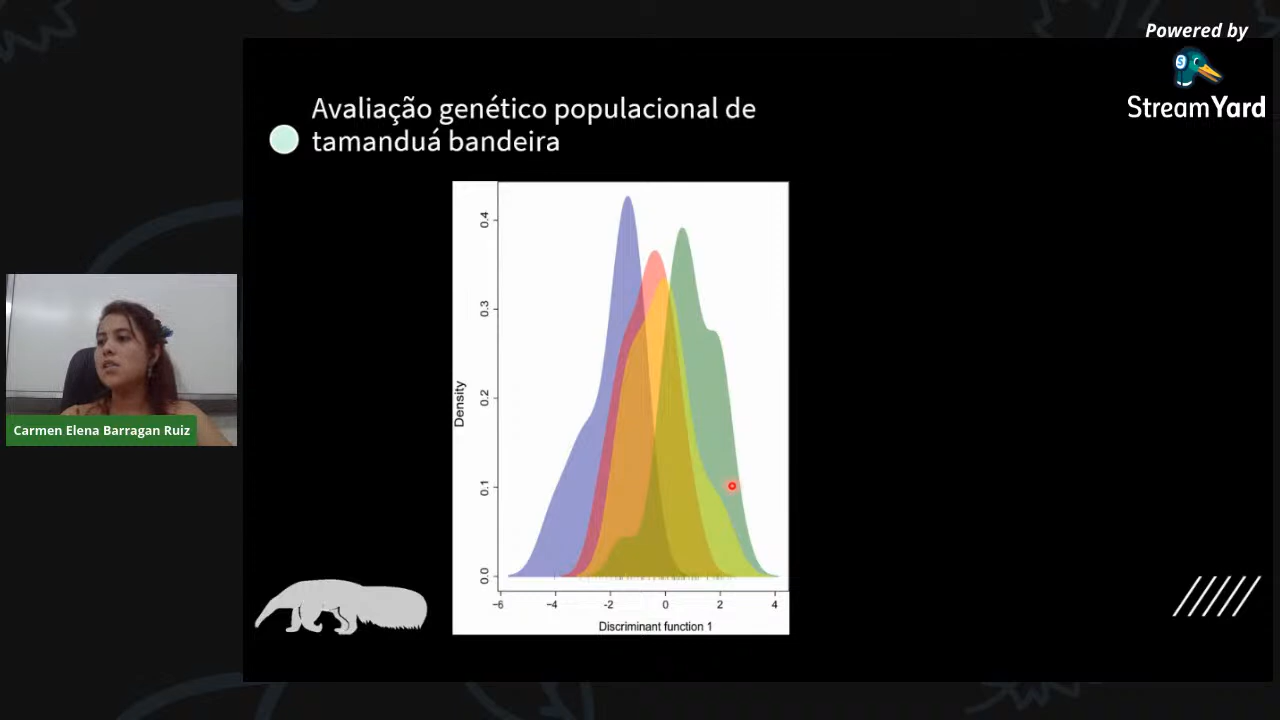 Powered by
StreamYard
Avaliação genético populacional de
tamanduá bandeira
0.4
0.3
0.2
0.1
0.0
Density
-6
-4
-2
0
2
4
Discriminant function 1
Carmen Elena Barragan Ruiz